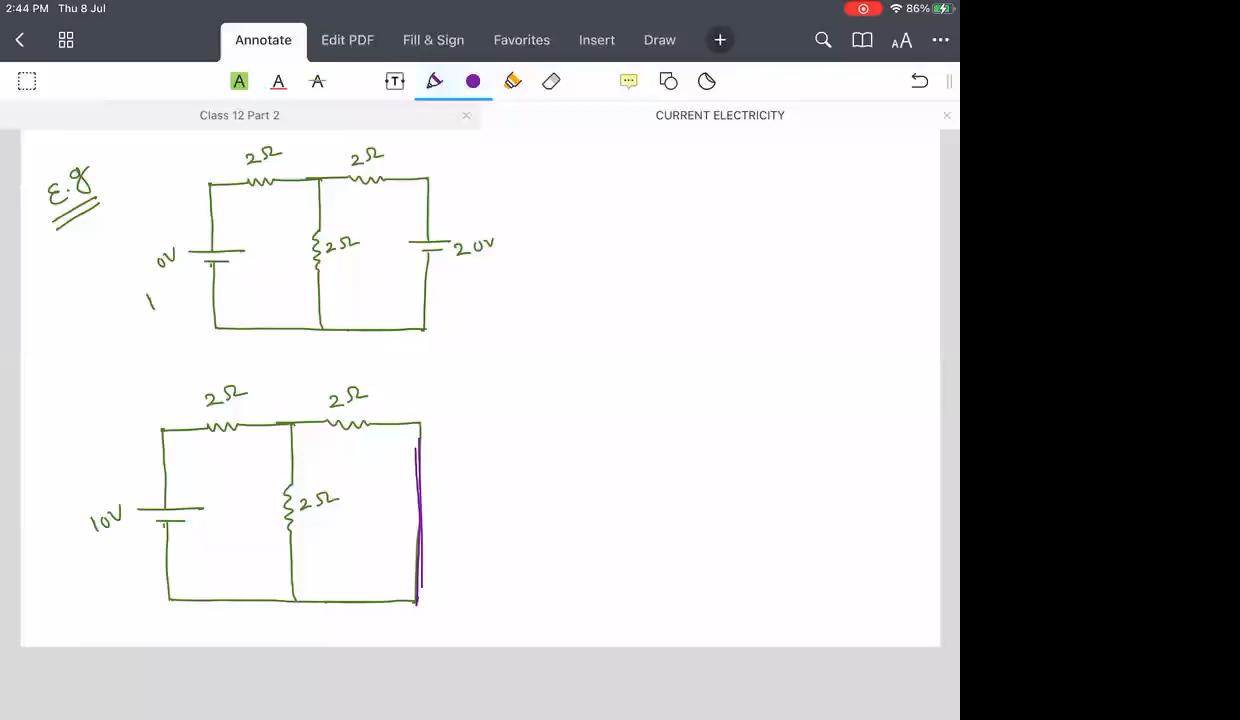 2:44 PM Thu 8 Jul
86%
Annotate Edit PDF Fill & Sign Favorites Insert Draw
Class 12 Part 2
CURRENT ELECTRICITY
E.g
2Ω 2Ω
0V
1
2Ω
20V
2Ω 2Ω
10V
2Ω